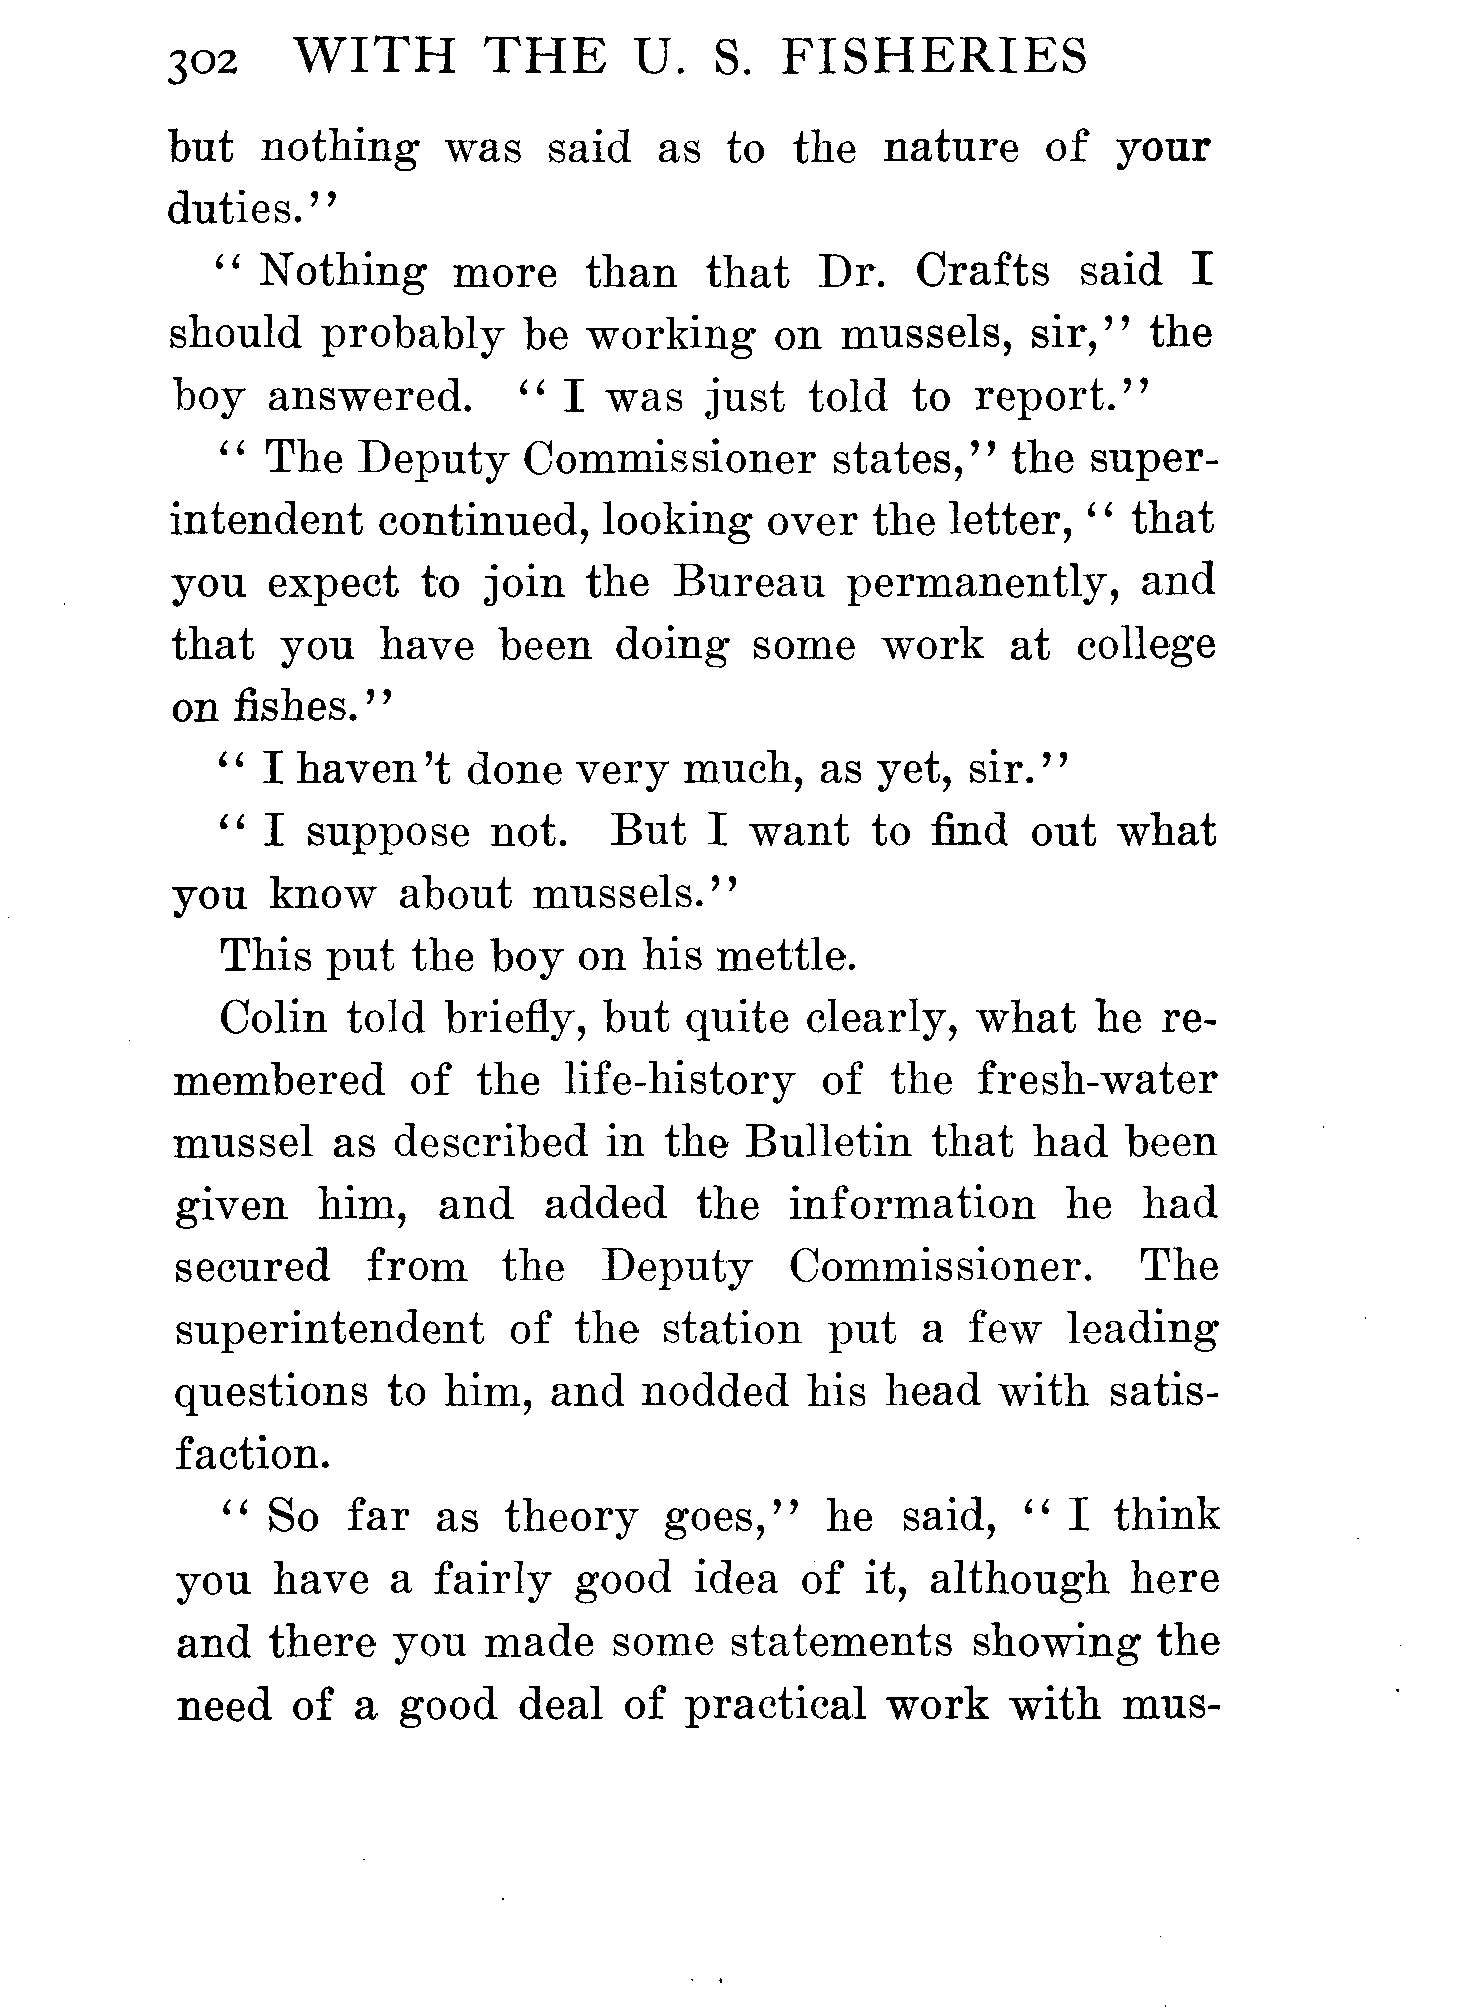 302 WITH THE U. S. FISHERIES
but nothing was said as to the nature of your
duties.''
'' Nothing more than that Dr. Crafts said I
should probably be working on mussels, sir,'' the
boy answered. '' I was just told to report.''
'' The Deputy Commissioner states,'' the super-
intendent continued, looking over the letter, '' that
you expect to join the Bureau permanently, and
that you have been doing some work at college
on fishes.''
'' I haven't done very much, as yet, sir.''
'' I suppose not. But I want to find out what
you know about mussels.''
This put the boy on his mettle.
Colin told briefly, but quite clearly, what he re-
membered of the life-history of the fresh-water
mussel as described in the Bulletin that had been
given him, and added the information he had
secured from the Deputy Commissioner. The
superintendent of the station put a few leading
questions to him, and nodded his head with satis-
faction.
'' So far as theory goes,'' he said, '' I think
you have a fairly good idea of it, although here
and there you made some statements showing the
need of a good deal of practical work with mus-